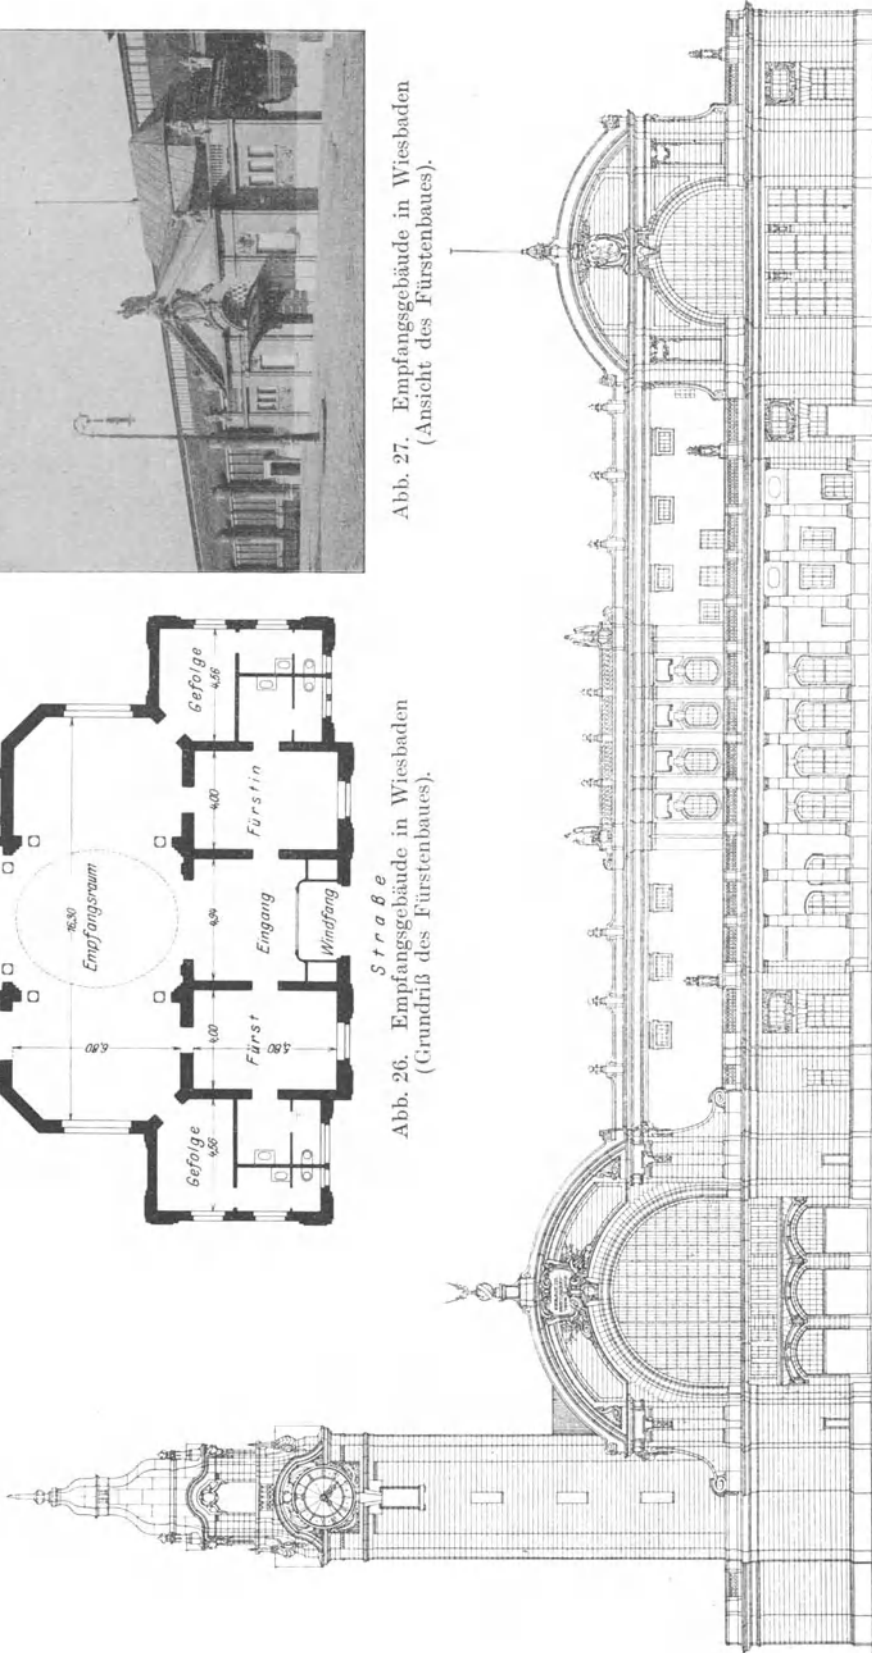 Gefolge
4,56
Fürst
4,00
5,80
Eingang
4,94
Windfang
Fürstin
4,00
Gefolge
4,56
Empfangsraum
16,30
6,80
Straße
Abb. 26. Empfangsgebäude in Wiesbaden
(Grundriß des Fürstenbaues).
Abb. 27. Empfangsgebäude in Wiesbaden
(Ansicht des Fürstenbaues).